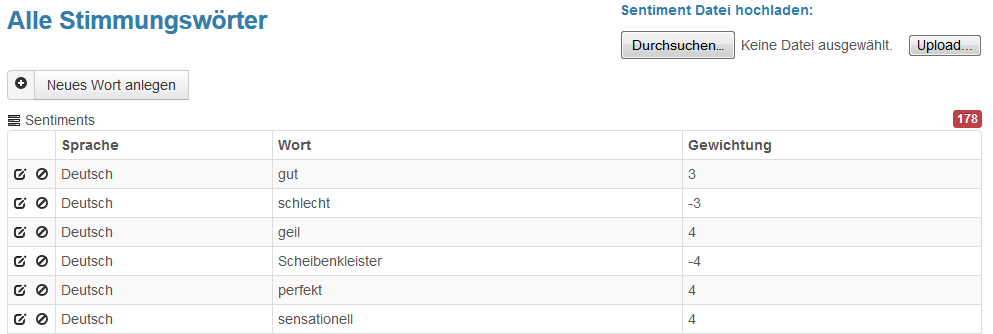 Alle Stimmungswörter
Sentiment Datei hochladen:
Durchsuchen... Keine Datei ausgewählt. Upload...
Neues Wort anlegen
Sentiments 178
Sprache Wort Gewichtung
Deutsch gut 3
Deutsch schlecht -3
Deutsch geil 4
Deutsch Scheibenkleister -4
Deutsch perfekt 4
Deutsch sensationell 4